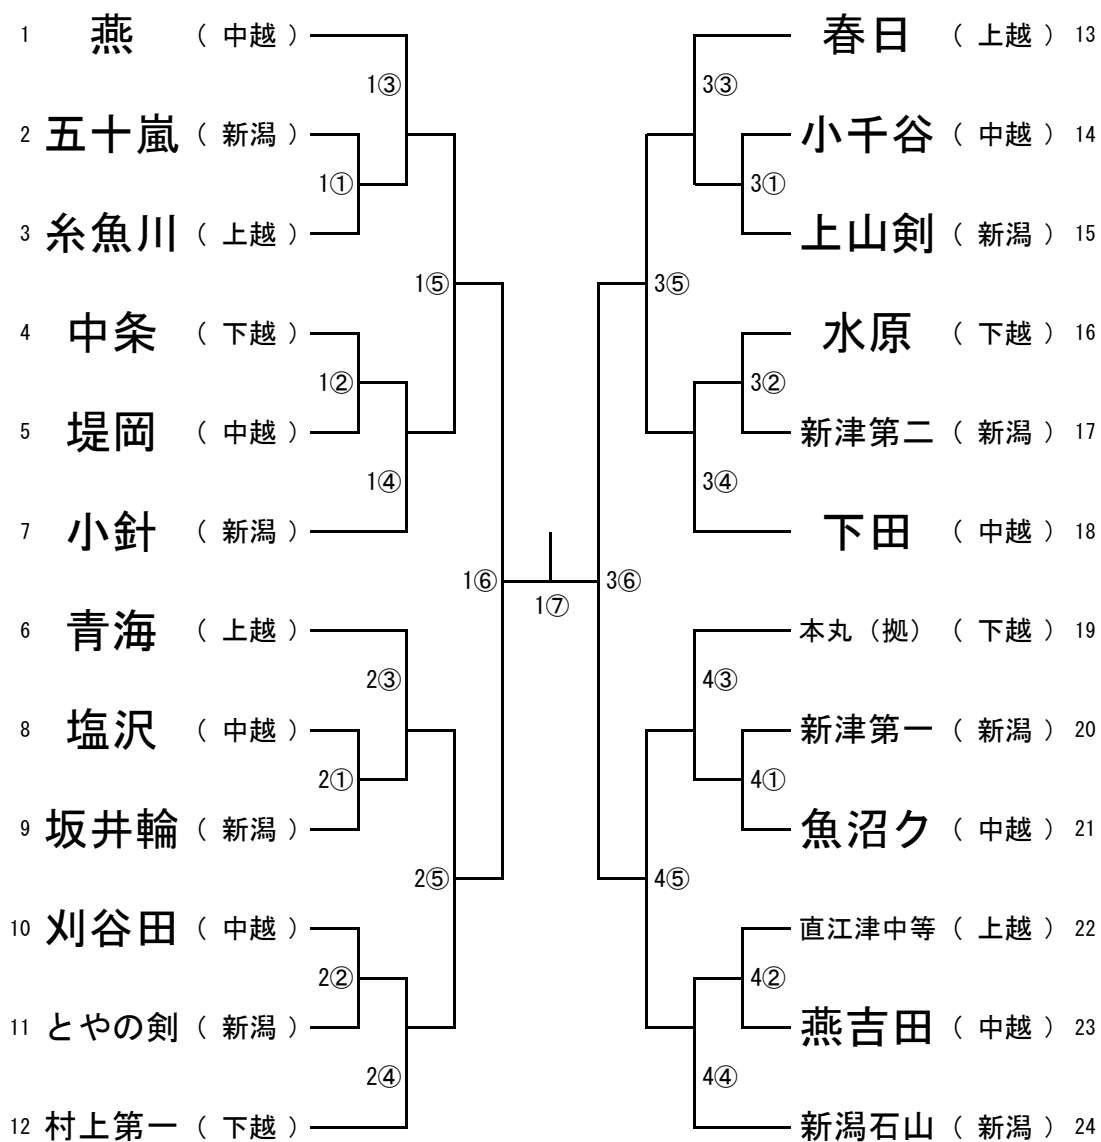 1 燕 ( 中越 )
1③
2 五十嵐 ( 新潟 )
1①
3 糸魚川 ( 上越 )
1⑤
4 中条 ( 下越 )
1②
5 堤岡 ( 中越 )
1④
7 小針 ( 新潟 )
1⑥
6 青海 ( 上越 )
2③
8 塩沢 ( 中越 )
2①
9 坂井輪 ( 新潟 )
2⑤
10 刈谷田 ( 中越 )
2②
11 とやの剣 ( 新潟 )
2④
12 村上第一 ( 下越 )
1⑦
春日 ( 上越 ) 13
3③
小千谷 ( 中越 ) 14
3①
上山剣 ( 新潟 ) 15
3⑤
水原 ( 下越 ) 16
3②
新津第二 ( 新潟 ) 17
3④
下田 ( 中越 ) 18
3⑥
本丸（拠） ( 下越 ) 19
4③
新津第一 ( 新潟 ) 20
4①
魚沼ク ( 中越 ) 21
4⑤
直江津中等 ( 上越 ) 22
4②
燕吉田 ( 中越 ) 23
4④
新潟石山 ( 新潟 ) 24